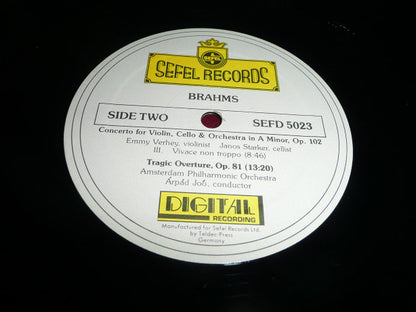 SEFEL
SEFEL RECORDS
BRAHMS
SIDE TWO SEFD 5023
Concerto for Violin, Cello & Orchestra in A Minor, Op. 102
Emmy Verhey, violinist Janos Starker, cellist
III. Vivace non troppo (8:46)
Tragic Overture, Op. 81 (13:20)
Amsterdam Philharmonic Orchestra
Árpád Joó, conductor
DIGITAL
RECORDING
Manufactured for Sefel Records Ltd.
by Teldec Press
Germany